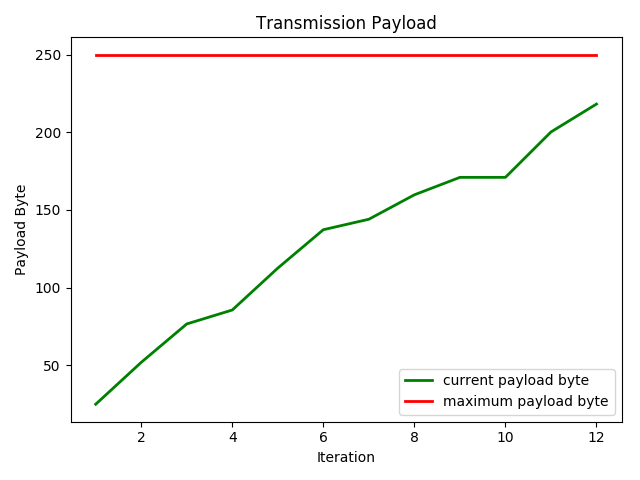 Transmission Payload
250
200
150
100
50
Payload Byte
2 4 6 8 10 12
Iteration
current payload byte
maximum payload byte